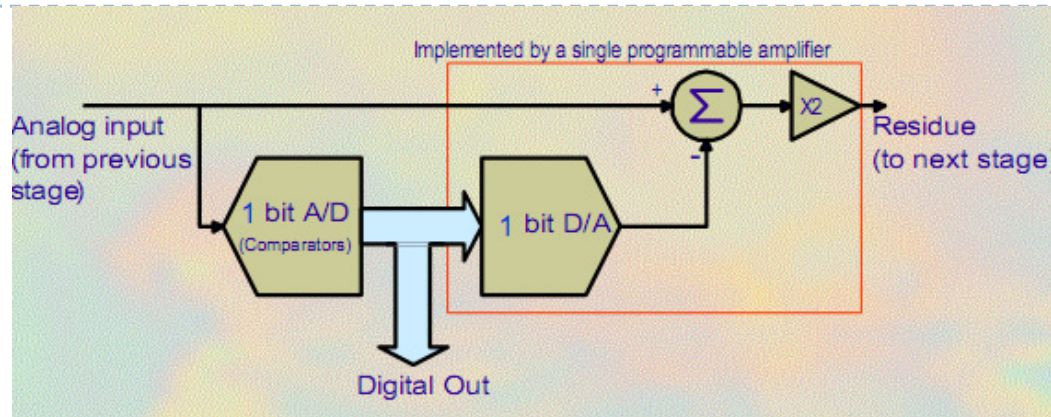 Implemented by a single programmable amplifier
+
Σ
X2
-
Analog input
(from previous
stage)
Residue
(to next stage)
1 bit A/D
(Comparators)
1 bit D/A
Digital Out